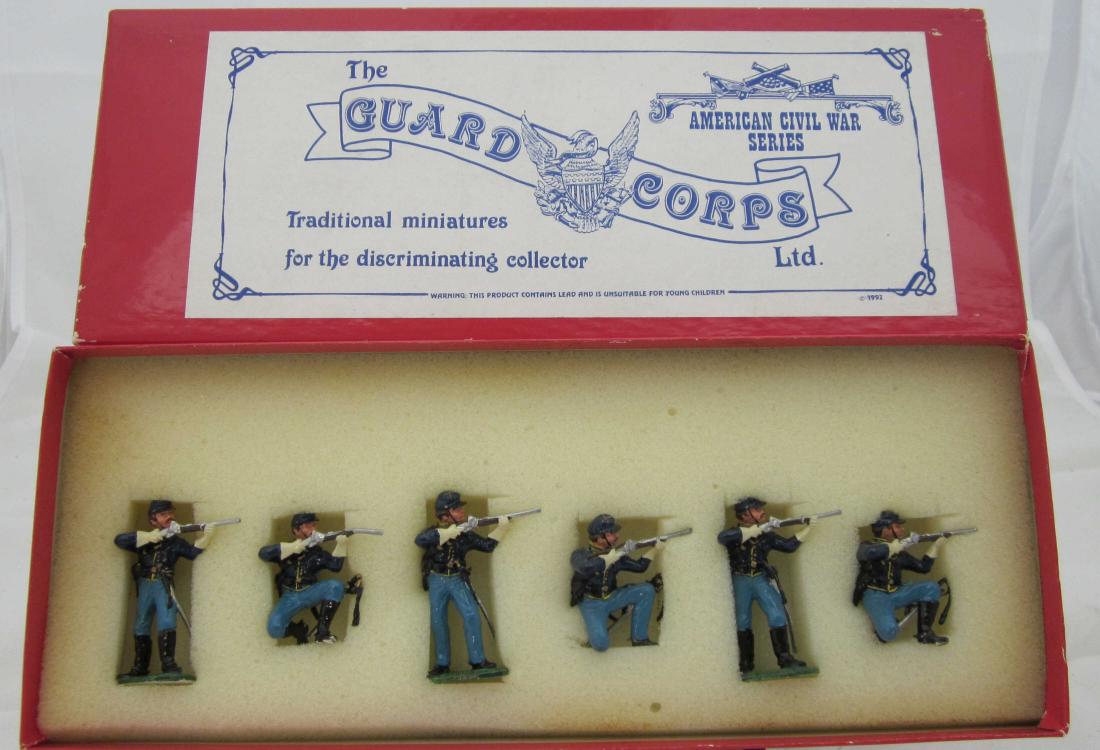 The
GUARD
CORPS
Ltd.
AMERICAN CIVIL WAR
SERIES
Traditional miniatures
for the discriminating collector
WARNING: THIS PRODUCT CONTAINS LEAD AND IS UNSUITABLE FOR YOUNG CHILDREN
© 1992